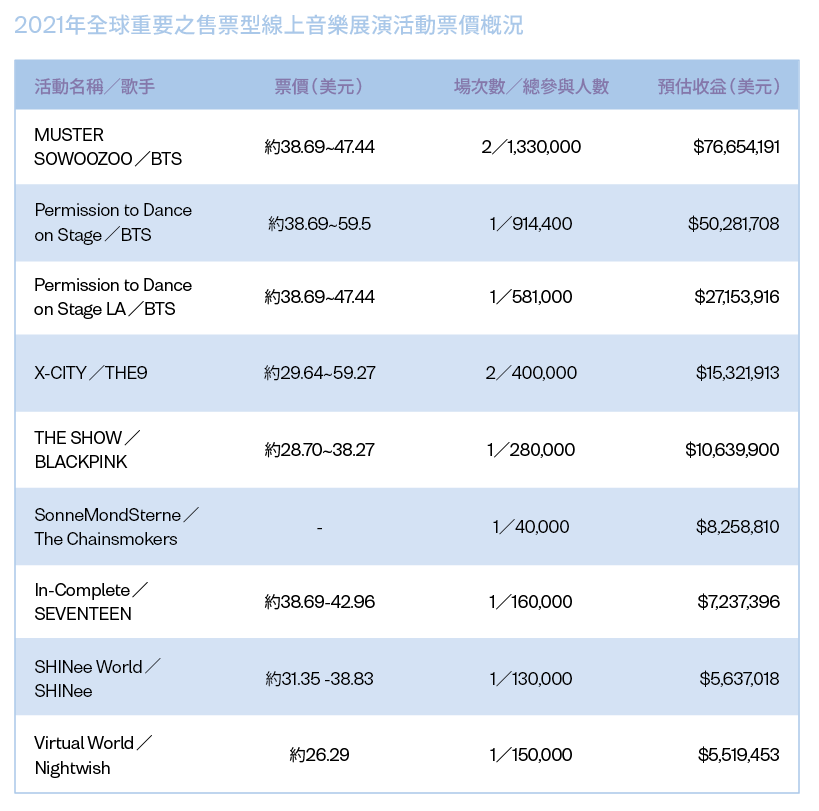 2021年全球重要之售票型線上音樂展演活動票價概況
活動名稱／歌手 票價（美元） 場次數／總參與人數 預估收益（美元）
MUSTER
SOWOOZOO／BTS 約38.69~47.44 2／1,330,000 $76,654,191
Permission to Dance
on Stage／BTS 約38.69~59.5 1／914,400 $50,281,708
Permission to Dance
on Stage LA／BTS 約38.69~47.44 1／581,000 $27,153,916
X-CITY／THE9 約29.64~59.27 2／400,000 $15,321,913
THE SHOW／
BLACKPINK 約28.70~38.27 1／280,000 $10,639,900
SonneMondSterne／
The Chainsmokers - 1／40,000 $8,258,810
In-Complete／
SEVENTEEN 約38.69-42.96 1／160,000 $7,237,396
SHINee World／
SHINee 約31.35 -38.83 1／130,000 $5,637,018
Virtual World／
Nightwish 約26.29 1／150,000 $5,519,453